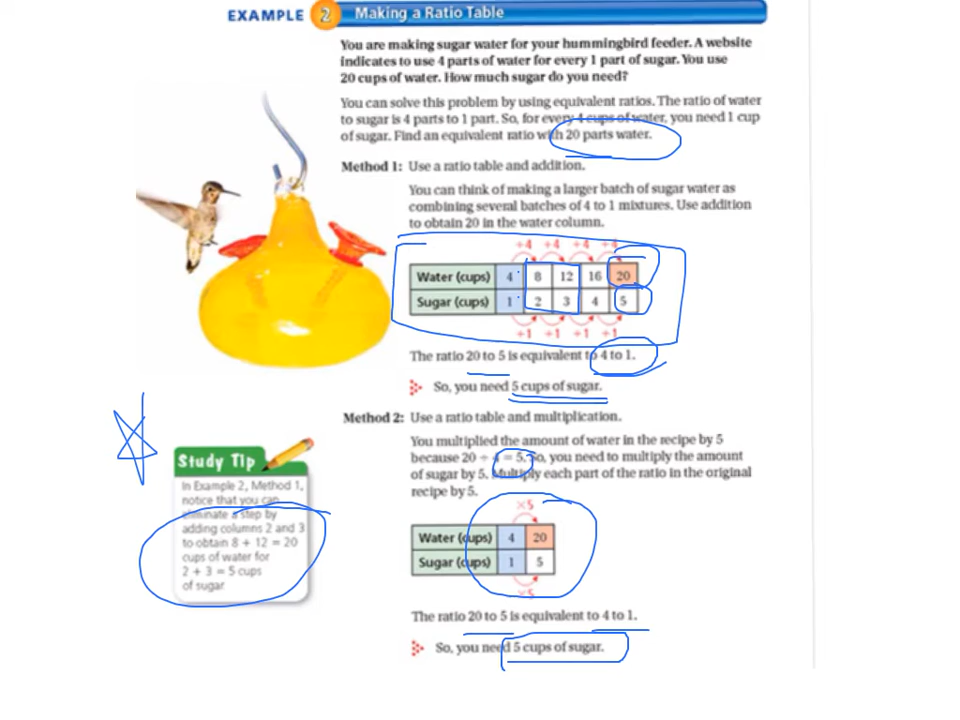 EXAMPLE 2 Making a Ratio Table
You are making sugar water for your hummingbird feeder. A website
indicates to use 4 parts of water for every 1 part of sugar. You use
20 cups of water. How much sugar do you need?
You can solve this problem by using equivalent ratios. The ratio of water
to sugar is 4 parts to 1 part. So, for every 4 cups of water, you need 1 cup
of sugar. Find an equivalent ratio with 20 parts water.
Method 1: Use a ratio table and addition.
You can think of making a larger batch of sugar water as
combining several batches of 4 to 1 mixtures. Use addition
to obtain 20 in the water column.
+4 +4 +4 +4
Water (cups) 4 8 12 16 20
Sugar (cups) 1 2 3 4 5
+1 +1 +1 +1
The ratio 20 to 5 is equivalent to 4 to 1.
So, you need 5 cups of sugar.
Method 2: Use a ratio table and multiplication.
You multiplied the amount of water in the recipe by 5
because 20 ÷ 4 = 5. So, you need to multiply the amount
of sugar by 5. Multiply each part of the ratio in the original
recipe by 5.
×5
Water (cups) 4 20
Sugar (cups) 1 5
×5
The ratio 20 to 5 is equivalent to 4 to 1.
So, you need 5 cups of sugar.
Study Tip
In Example 2, Method 1,
notice that you can
eliminate a step by
adding columns 2 and 3
to obtain 8 + 12 = 20
cups of water for
2 + 3 = 5 cups
of sugar.